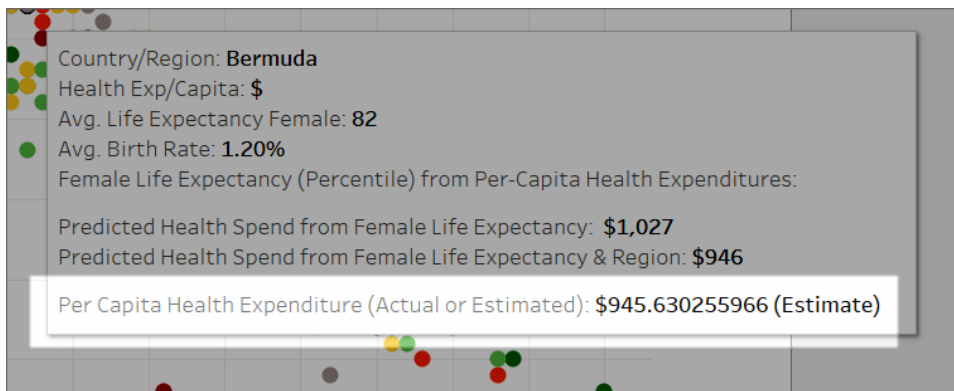 Country/Region: Bermuda
Health Exp/Capita: $
Avg. Life Expectancy Female: 82
Avg. Birth Rate: 1.20%
Female Life Expectancy (Percentile) from Per-Capita Health Expenditures:
Predicted Health Spend from Female Life Expectancy: $1,027
Predicted Health Spend from Female Life Expectancy & Region: $946
Per Capita Health Expenditure (Actual or Estimated): $945.630255966 (Estimate)